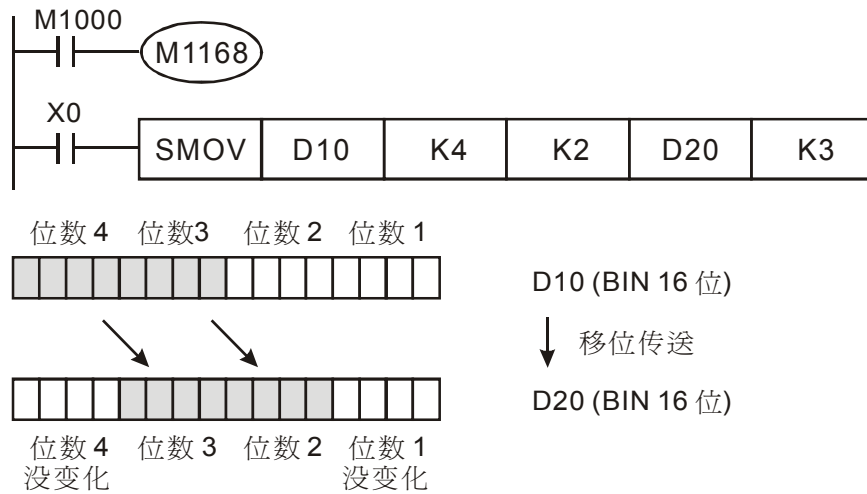 M1000
M1168
X0
SMOV D10 K4 K2 D20 K3
位数 4 位数3 位数 2 位数 1
D10 (BIN 16 位)
移位传送
D20 (BIN 16 位)
位数 4 位数 3 位数 2 位数 1
没变化 没变化